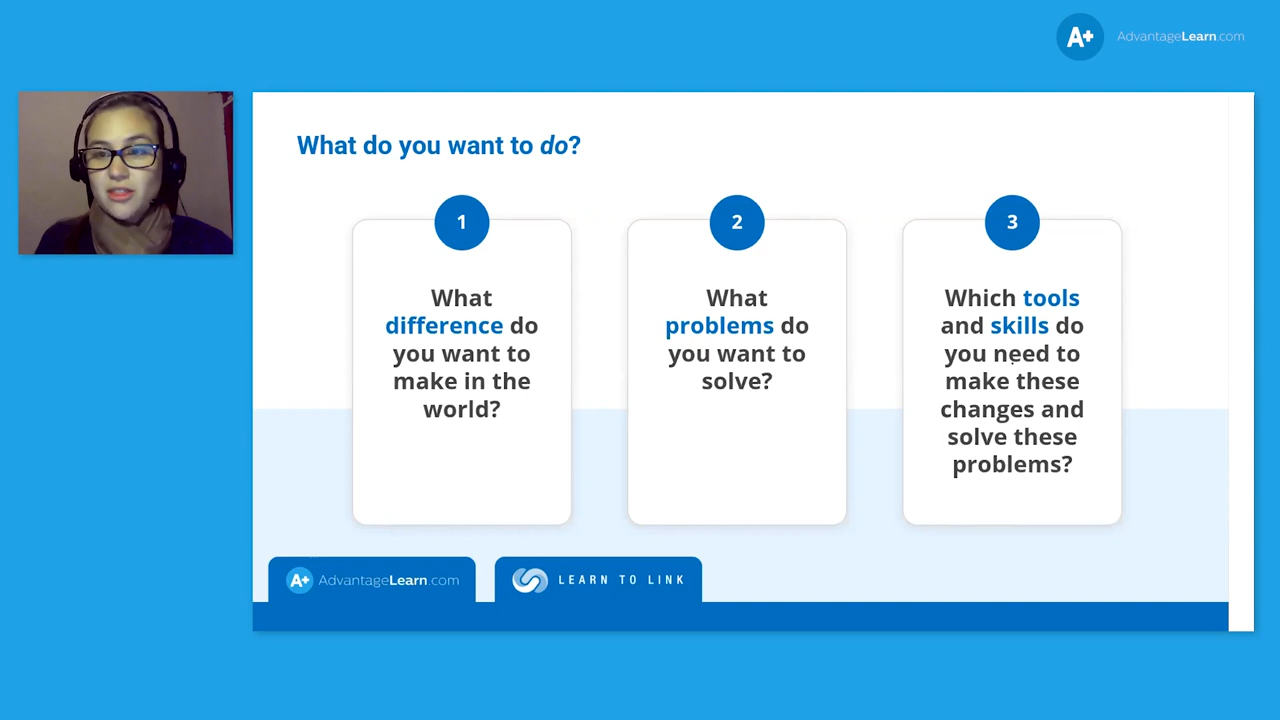 A+ AdvantageLearn.com
What do you want to do?
1
What
difference do
you want to
make in the
world?
2
What
problems do
you want to
solve?
3
Which tools
and skills do
you need to
make these
changes and
solve these
problems?
A+ AdvantageLearn.com
LEARN TO LINK